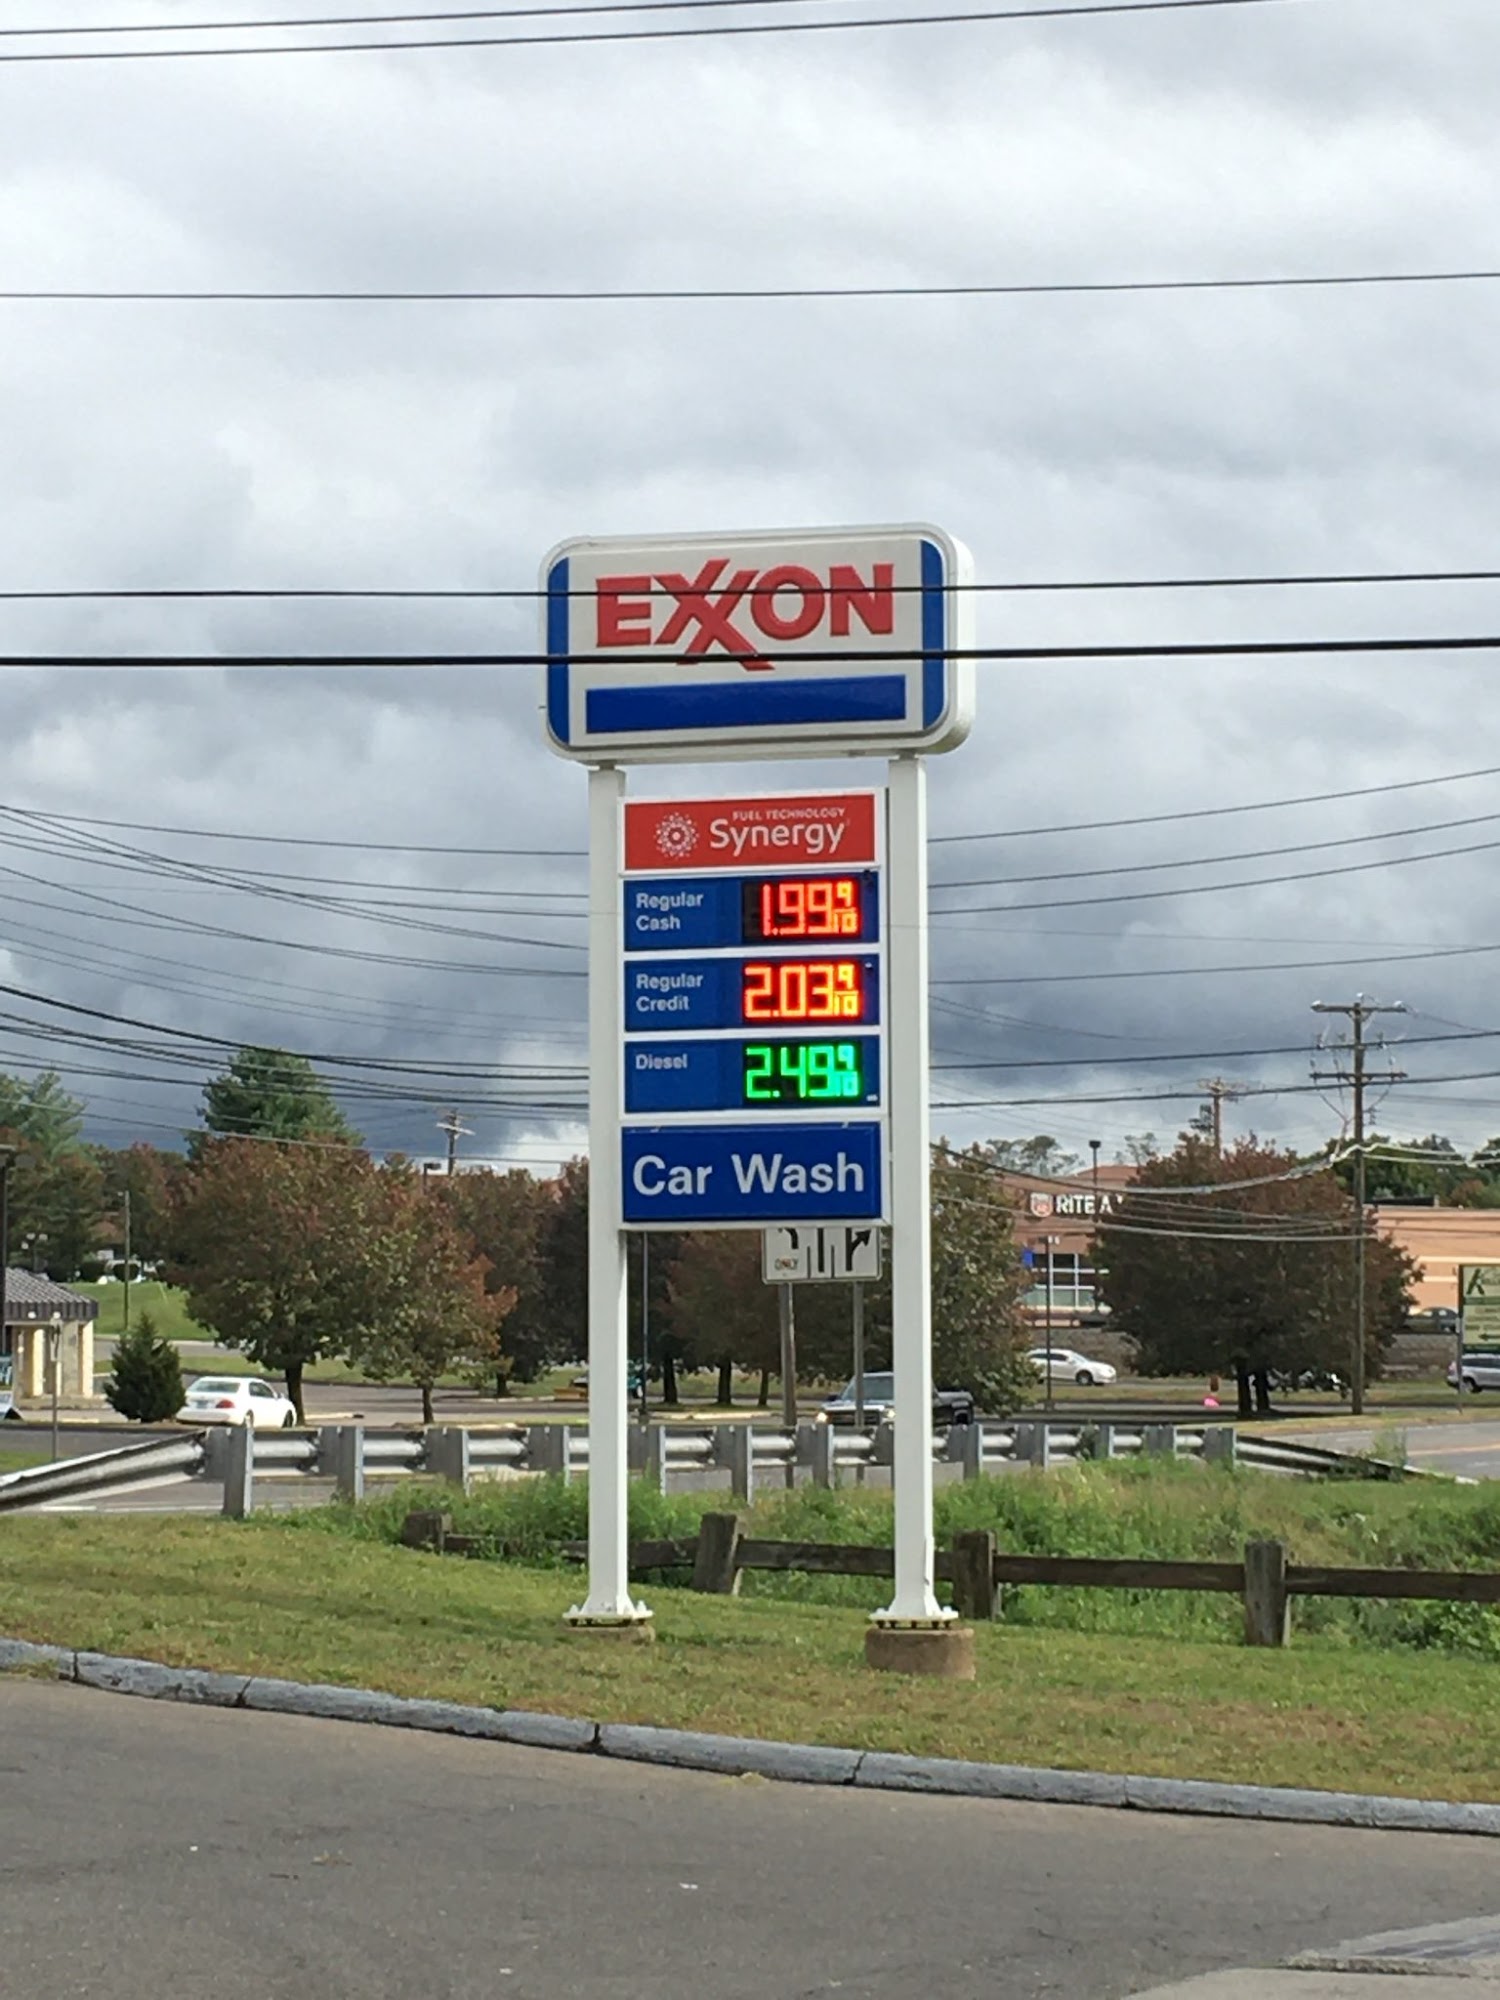 EXXON
FUEL TECHNOLOGY
Synergy
Regular
Cash
1.99 9/10
Regular
Credit
2.03 9/10
Diesel
2.49 9/10
Car Wash
ONLY
RITE A